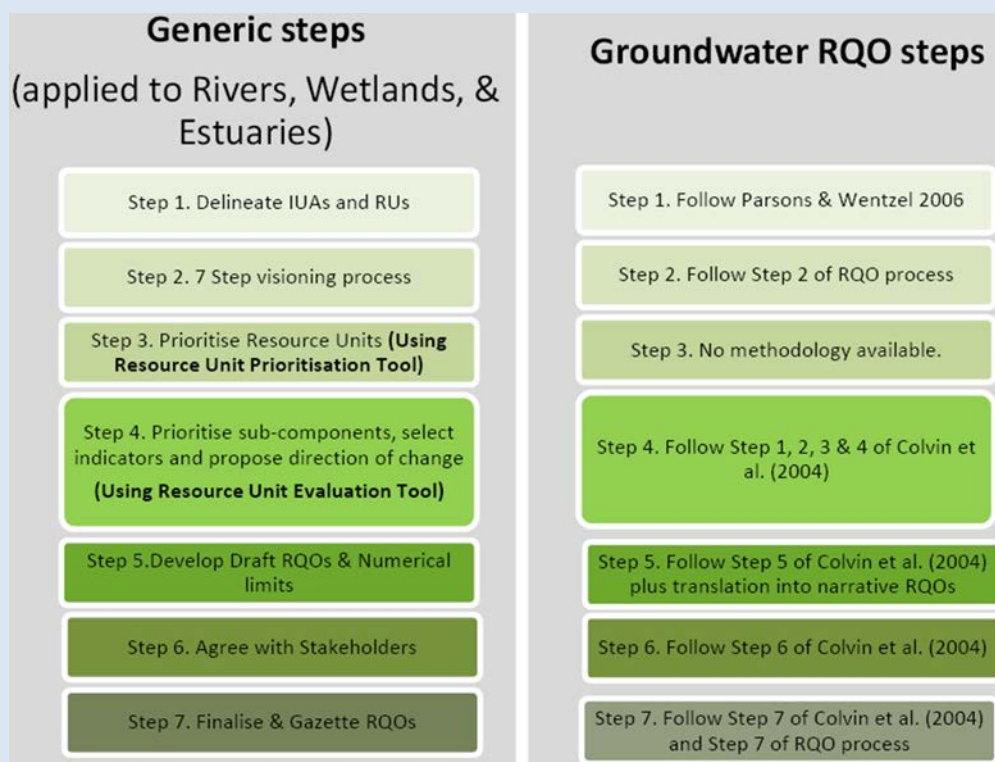 Generic steps
(applied to Rivers, Wetlands, &
Estuaries)
Step 1. Delineate IUAs and RUs
Step 2. 7 Step visioning process
Step 3. Prioritise Resource Units (Using
Resource Unit Prioritisation Tool)
Step 4. Prioritise sub-components, select
indicators and propose direction of change
(Using Resource Unit Evaluation Tool)
Step 5.Develop Draft RQOs & Numerical
limits
Step 6. Agree with Stakeholders
Step 7. Finalise & Gazette RQOs
Groundwater RQO steps
Step 1. Follow Parsons & Wentzel 2006
Step 2. Follow Step 2 of RQO process
Step 3. No methodology available.
Step 4. Follow Step 1, 2, 3 & 4 of Colvin et
al. (2004)
Step 5. Follow Step 5 of Colvin et al. (2004)
plus translation into narrative RQOs
Step 6. Follow Step 6 of Colvin et al. (2004)
Step 7. Follow Step 7 of Colvin et al. (2004)
and Step 7 of RQO process